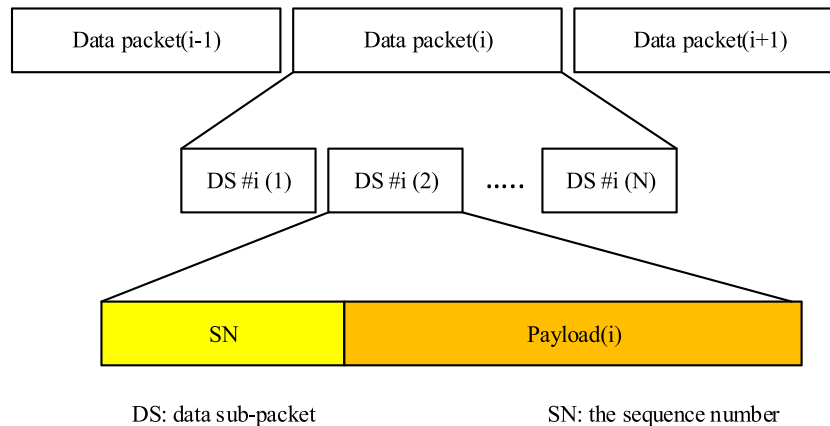 Data packet(i-1) Data packet(i) Data packet(i+1)
DS #i (1) DS #i (2) ..... DS #i (N)
SN Payload(i)
DS: data sub-packet SN: the sequence number